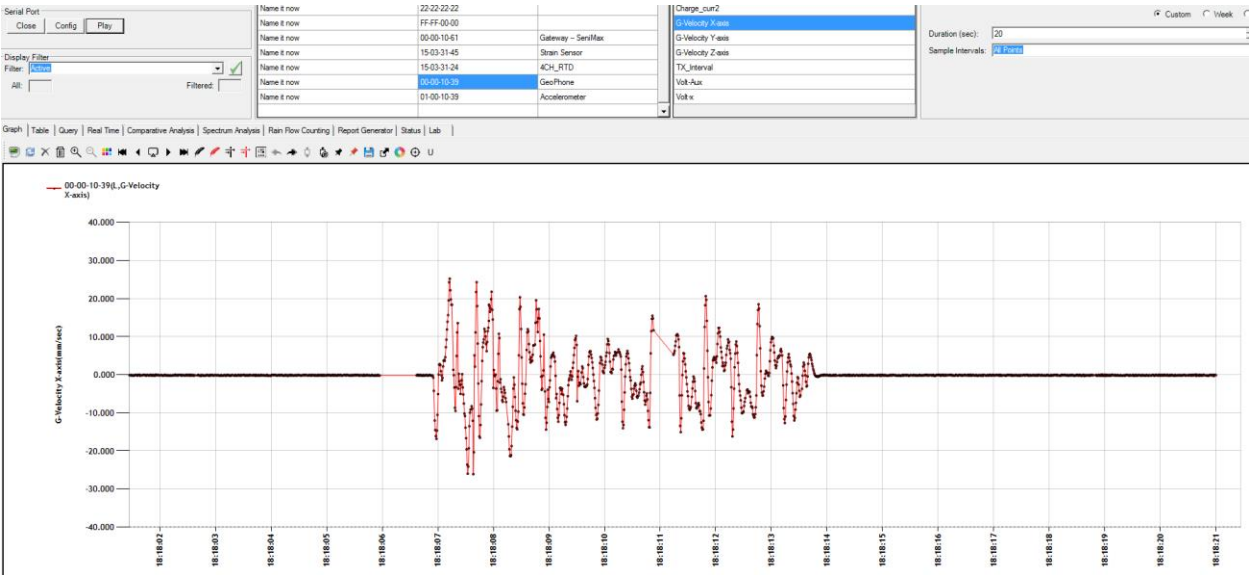 Serial Port
Close Config Play
Display Filter
Filter: Active
All: Filtered:
Name it now 22-22-22-22
Name it now FF-FF-00-00
Name it now 00-00-10-61 Gateway – SeniMax
Name it now 15-03-31-45 Strain Sensor
Name it now 15-03-31-24 4CH_RTD
Name it now 00-00-10-39 GeoPhone
Name it now 01-00-10-39 Accelerometer
Charge_curr2
G-Velocity X-axis
G-Velocity Y-axis
G-Velocity Z-axis
TX_Interval
Volt-Aux
Custom Week
Duration (sec): 20
Sample Intervals: All Points
Graph Table Query Real Time Comparative Analysis Spectrum Analysis Rain Flow Counting Report Generator Status Lab
U
00-00-10-39(L,G-Velocity
X-axis)
G-Velocity X-axis(mm/sec)
40.000
30.000
20.000
10.000
0.000
-10.000
-20.000
-30.000
-40.000
18:18:02
18:18:03
18:18:04
18:18:05
18:18:06
18:18:07
18:18:08
18:18:09
18:18:10
18:18:11
18:18:12
18:18:13
18:18:14
18:18:15
18:18:16
18:18:17
18:18:18
18:18:19
18:18:20
18:18:21